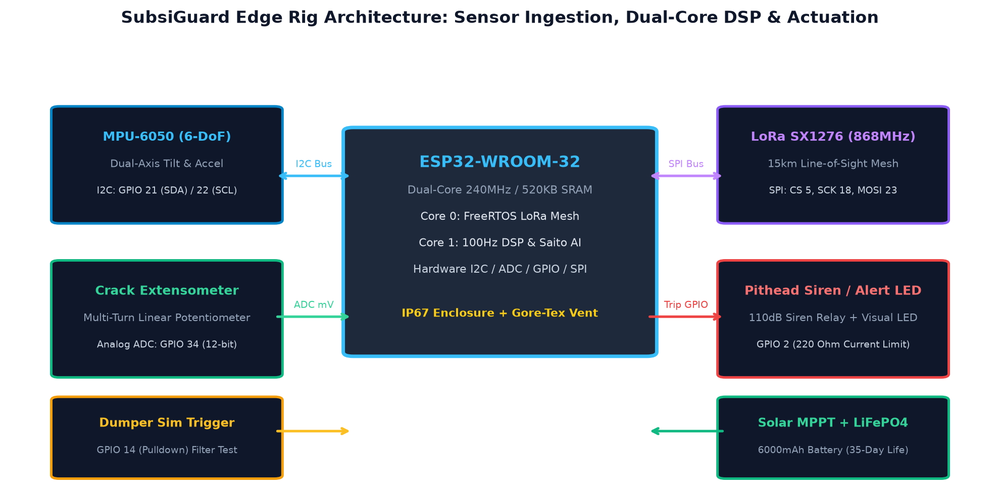 SubsiGuard Edge Rig Architecture: Sensor Ingestion, Dual-Core DSP & Actuation
MPU-6050 (6-DoF)
Dual-Axis Tilt & Accel
I2C: GPIO 21 (SDA) / 22 (SCL)
I2C Bus
ESP32-WROOM-32
Dual-Core 240MHz / 520KB SRAM
Core 0: FreeRTOS LoRa Mesh
Core 1: 100Hz DSP & Saito AI
Hardware I2C / ADC / GPIO / SPI
IP67 Enclosure + Gore-Tex Vent
SPI Bus
LoRa SX1276 (868MHz)
15km Line-of-Sight Mesh
SPI: CS 5, SCK 18, MOSI 23
Crack Extensometer
Multi-Turn Linear Potentiometer
Analog ADC: GPIO 34 (12-bit)
ADC mV
Trip GPIO
Pithead Siren / Alert LED
110dB Siren Relay + Visual LED
GPIO 2 (220 Ohm Current Limit)
Dumper Sim Trigger
GPIO 14 (Pulldown) Filter Test
Solar MPPT + LiFePO4
6000mAh Battery (35-Day Life)